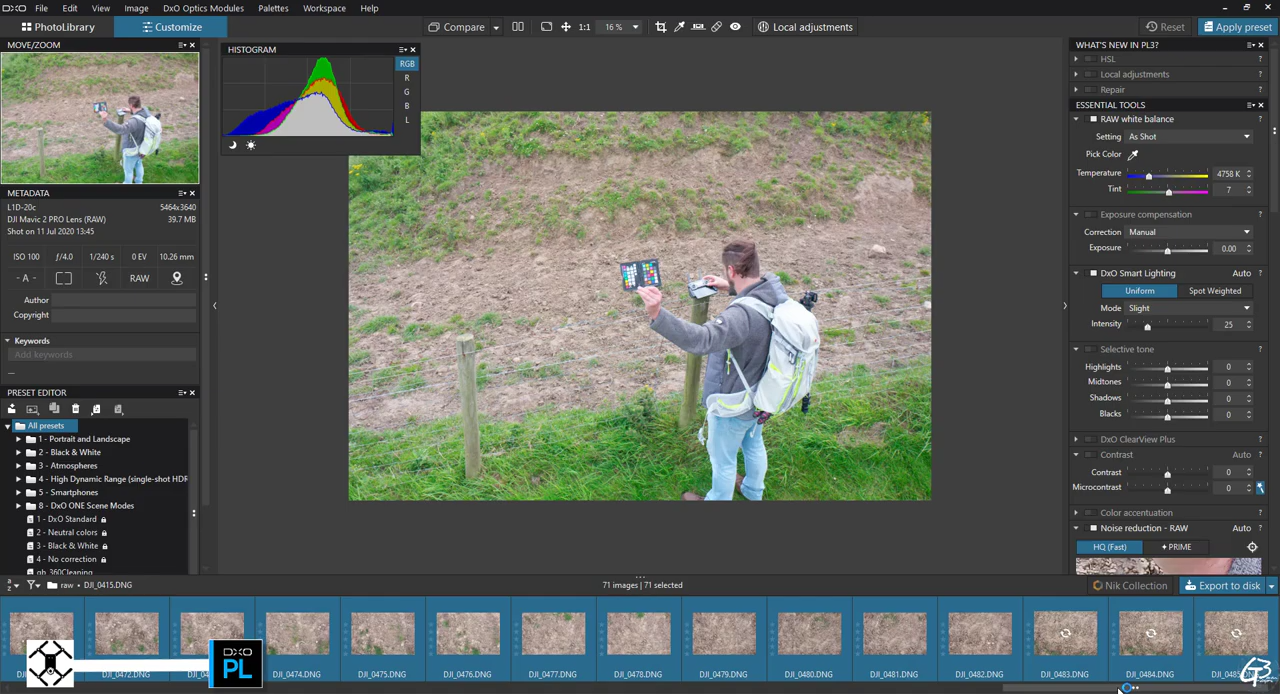 DXO File Edit View Image DxO Optics Modules Palettes Workspace Help
PhotoLibrary Customize Compare 1:1 16 % Local adjustments Reset Apply preset
MOVE/ZOOM
HISTOGRAM
RGB
R
G
B
L
METADATA
L1D-20c 5464x3640
DJI Mavic 2 PRO Lens (RAW) 39.7 MB
Shot on 11 Jul 2020 13:45
ISO 100 ƒ/4.0 1/240 s 0 EV 10.26 mm
- A - RAW
Author
Copyright
Keywords
Add keywords
PRESET EDITOR
All presets
1 - Portrait and Landscape
2 - Black & White
3 - Atmospheres
4 - High Dynamic Range (single-shot HDR
5 - Smartphones
8 - DxO ONE Scene Modes
1 - DxO Standard
2 - Neutral colors
3 - Black & White
4 - No correction
gb_360Cleaning
WHAT'S NEW IN PL3?
HSL ?
Local adjustments ?
Repair ?
ESSENTIAL TOOLS
RAW white balance ?
Setting As Shot
Pick Color
Temperature 4758 K
Tint 7
Exposure compensation ?
Correction Manual
Exposure 0.00
DxO Smart Lighting Auto ?
Uniform Spot Weighted
Mode Slight
Intensity 25
Selective tone ?
Highlights 0
Midtones 0
Shadows 0
Blacks 0
DxO ClearView Plus ?
Contrast Auto ?
Contrast 0
Microcontrast 0
Color accentuation ?
Noise reduction - RAW Auto ?
HQ (Fast) PRIME
raw • DJI_0415.DNG 71 images | 71 selected Nik Collection Export to disk
DJI_0472.DNG DJI_0474.DNG DJI_0475.DNG DJI_0476.DNG DJI_0477.DNG DJI_0478.DNG DJI_0479.DNG DJI_0480.DNG DJI_0481.DNG DJI_0482.DNG DJI_0483.DNG DJI_0484.DNG
DXO
PL